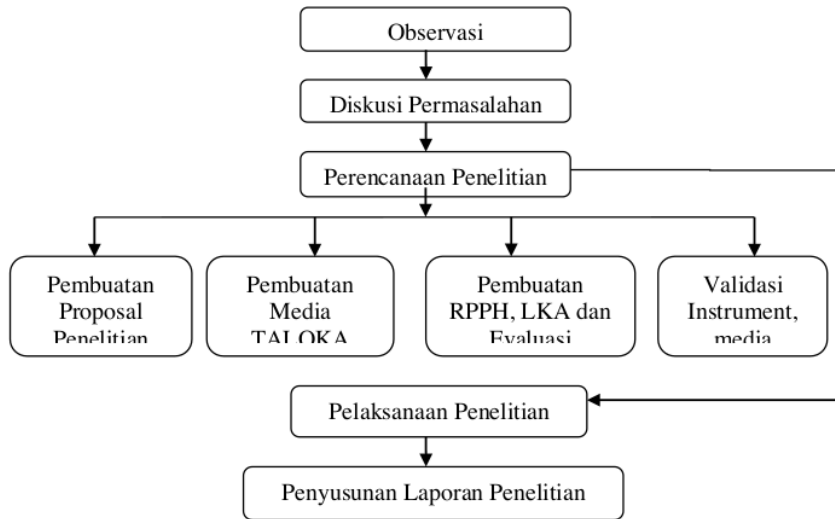 Observasi
Diskusi Permasalahan
Perencanaan Penelitian
Pembuatan
Proposal
Penelitian
Pembuatan
Media
TALOKA
Pembuatan
RPPH, LKA dan
Evaluasi
Validasi
Instrument,
media
Pelaksanaan Penelitian
Penyusunan Laporan Penelitian